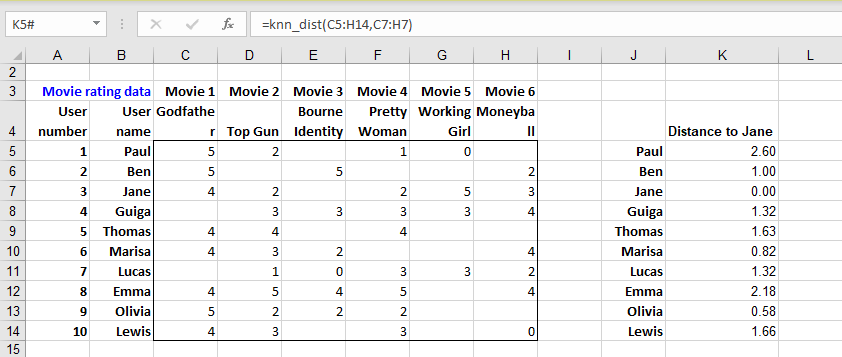 K5# fx =knn_dist(C5:H14,C7:H7)
A B C D E F G H I J K L
2
3 Movie rating data Movie 1 Movie 2 Movie 3 Movie 4 Movie 5 Movie 6
User User Godfathe Bourne Pretty Working Moneyba
4 number name r Top Gun Identity Woman Girl ll Distance to Jane
5 1 Paul 5 2 1 0 Paul 2.60
6 2 Ben 5 5 2 Ben 1.00
7 3 Jane 4 2 2 5 3 Jane 0.00
8 4 Guiga 3 3 3 3 4 Guiga 1.32
9 5 Thomas 4 4 4 Thomas 1.63
10 6 Marisa 4 3 2 4 Marisa 0.82
11 7 Lucas 1 0 3 3 2 Lucas 1.32
12 8 Emma 4 5 4 5 4 Emma 2.18
13 9 Olivia 5 2 2 2 Olivia 0.58
14 10 Lewis 4 3 3 0 Lewis 1.66
15